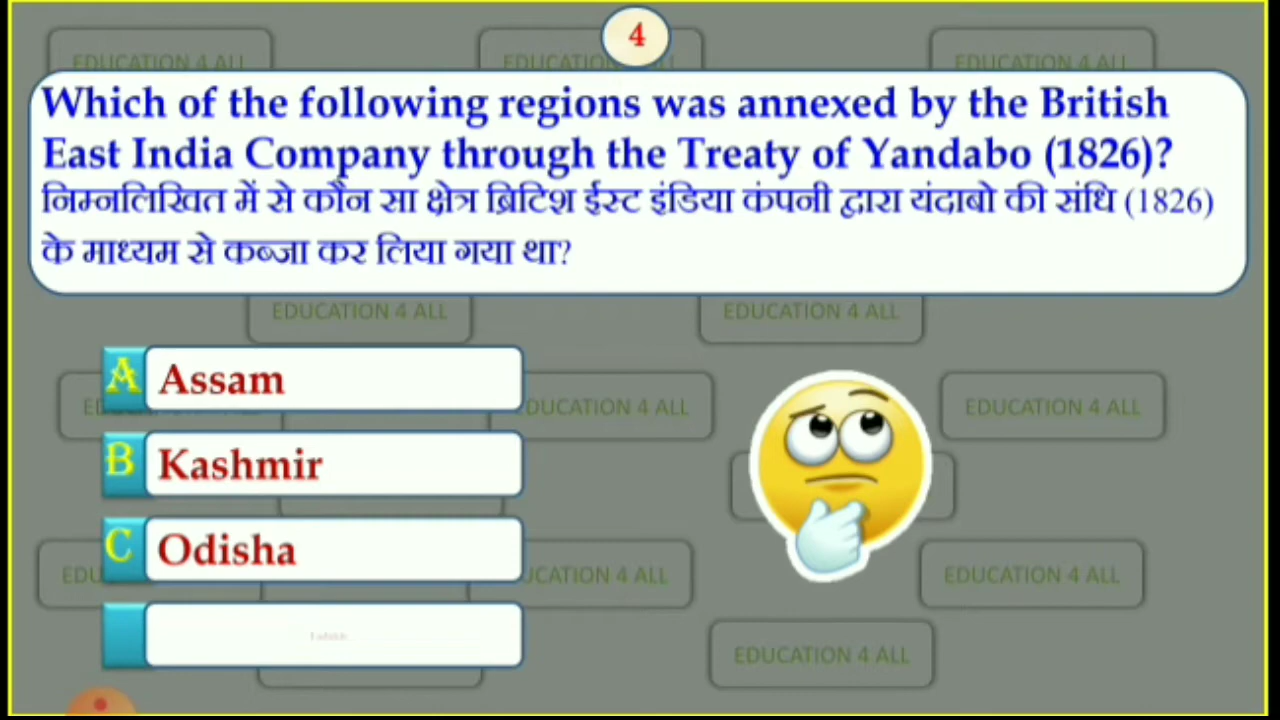 4
EDUCATION 4 ALL EDUCATION 4 ALL EDUCATION 4 ALL
Which of the following regions was annexed by the British
East India Company through the Treaty of Yandabo (1826)?
निम्नलिखित में से कौन सा क्षेत्र ब्रिटिश ईस्ट इंडिया कंपनी द्वारा यंदाबो की संधि (1826)
के माध्यम से कब्जा कर लिया गया था?
EDUCATION 4 ALL EDUCATION 4 ALL
A Assam
EDUCATION 4 ALL EDUCATION 4 ALL
B Kashmir
C Odisha
EDUCATION 4 ALL EDUCATION 4 ALL
EDUCATION 4 ALL